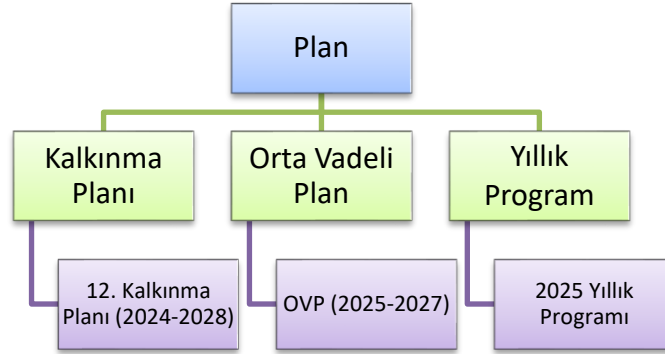 Plan
Kalkınma
Planı
Orta Vadeli
Plan
Yıllık
Program
12. Kalkınma
Planı (2024-2028)
OVP (2025-2027)
2025 Yıllık
Programı